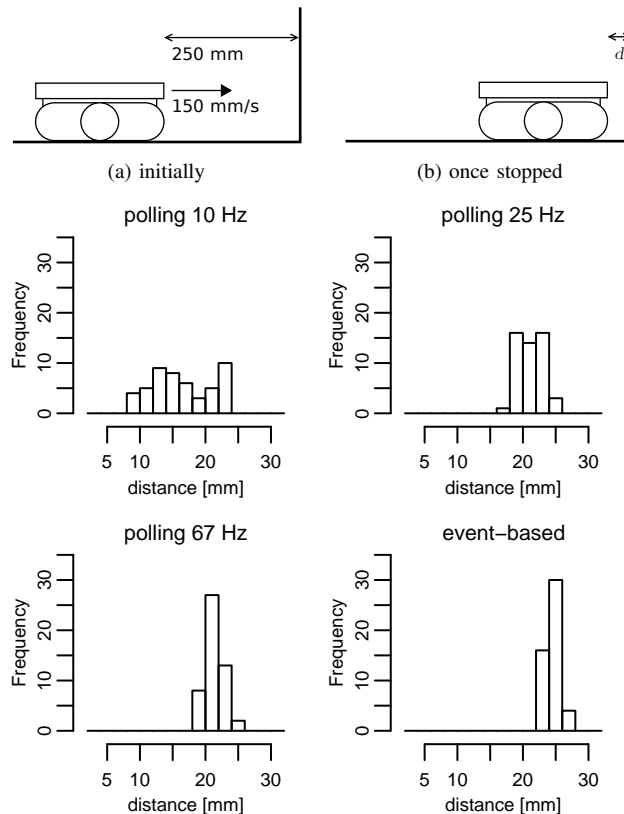 250 mm
d
150 mm/s
(a) initially
(b) once stopped
polling 10 Hz
Frequency
0 10 20 30
5 10 20 30
distance [mm]
polling 25 Hz
Frequency
0 10 20 30
5 10 20 30
distance [mm]
polling 67 Hz
Frequency
0 10 20 30
5 10 20 30
distance [mm]
event−based
Frequency
0 10 20 30
5 10 20 30
distance [mm]